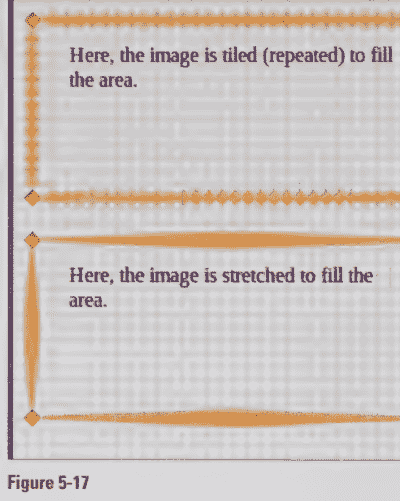 Here, the image is tiled (repeated) to fill
the area.
Here, the image is stretched to fill the
area.
Figure 5-17